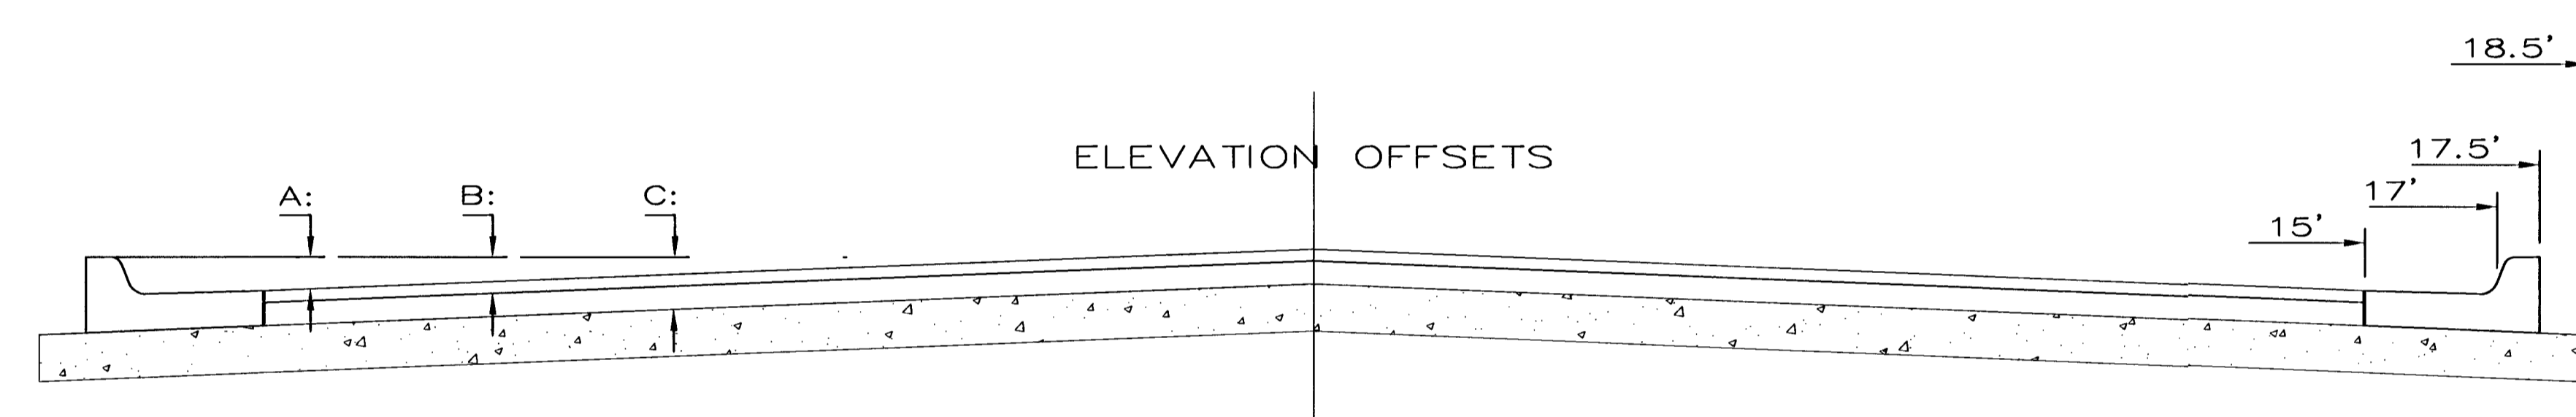 18.5'
ELEVATION OFFSETS
17.5'
A: B: C:
17'
15'